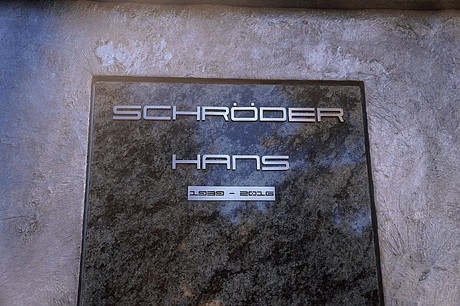 SCHRÖDER
HANS
1939 - 2016